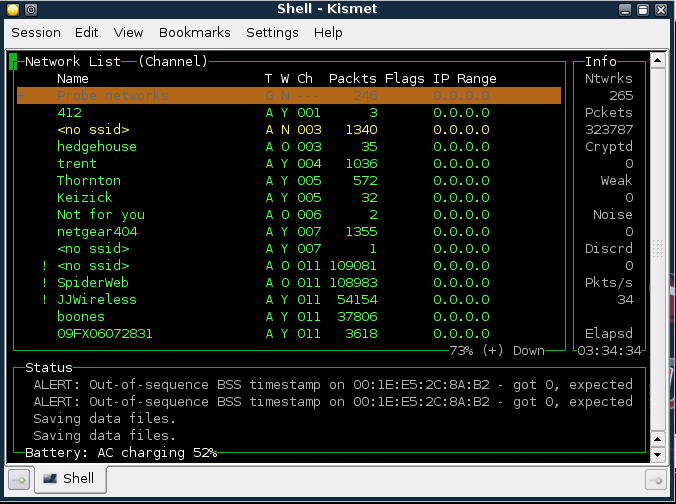 Shell - Kismet
Session Edit View Bookmarks Settings Help
Network List—(Channel) Info
Name T W Ch Packts Flags IP Range Ntwrks
+ Probe networks G N --- 246 0.0.0.0 265
412 A Y 001 3 0.0.0.0 Pckets
<no ssid> A N 003 1340 0.0.0.0 323787
hedgehouse A O 003 35 0.0.0.0 Cryptd
trent A Y 004 1036 0.0.0.0 0
Thornton A Y 005 572 0.0.0.0 Weak
Keizick A Y 005 32 0.0.0.0 0
Not for you A O 006 2 0.0.0.0 Noise
netgear404 A Y 007 1355 0.0.0.0 0
<no ssid> A Y 007 1 0.0.0.0 Discrd
! <no ssid> A O 011 109081 0.0.0.0 0
! SpiderWeb A O 011 108983 0.0.0.0 Pkts/s
! JJWireless A Y 011 54154 0.0.0.0 34
boones A Y 011 37806 0.0.0.0
09FX06072831 A Y 011 3618 0.0.0.0 Elapsd
73% (+) Down 03:34:34
Status
ALERT: Out-of-sequence BSS timestamp on 00:1E:E5:2C:8A:B2 - got 0, expected
ALERT: Out-of-sequence BSS timestamp on 00:1E:E5:2C:8A:B2 - got 0, expected
Saving data files.
Saving data files.
Battery: AC charging 52%
Shell